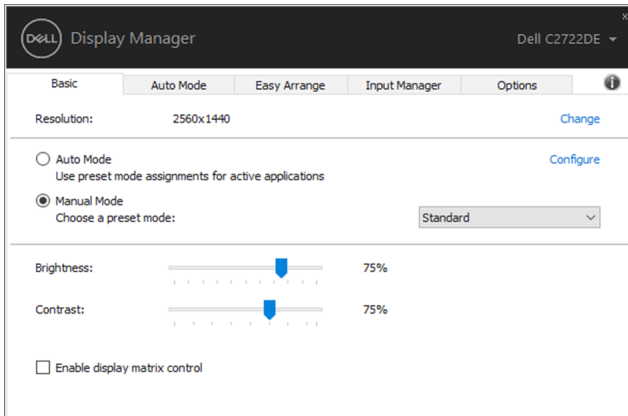 DELL Display Manager Dell C2722DE
Basic Auto Mode Easy Arrange Input Manager Options
Resolution: 2560x1440 Change
Auto Mode Configure
Use preset mode assignments for active applications
Manual Mode
Choose a preset mode: Standard
Brightness: 75%
Contrast: 75%
Enable display matrix control